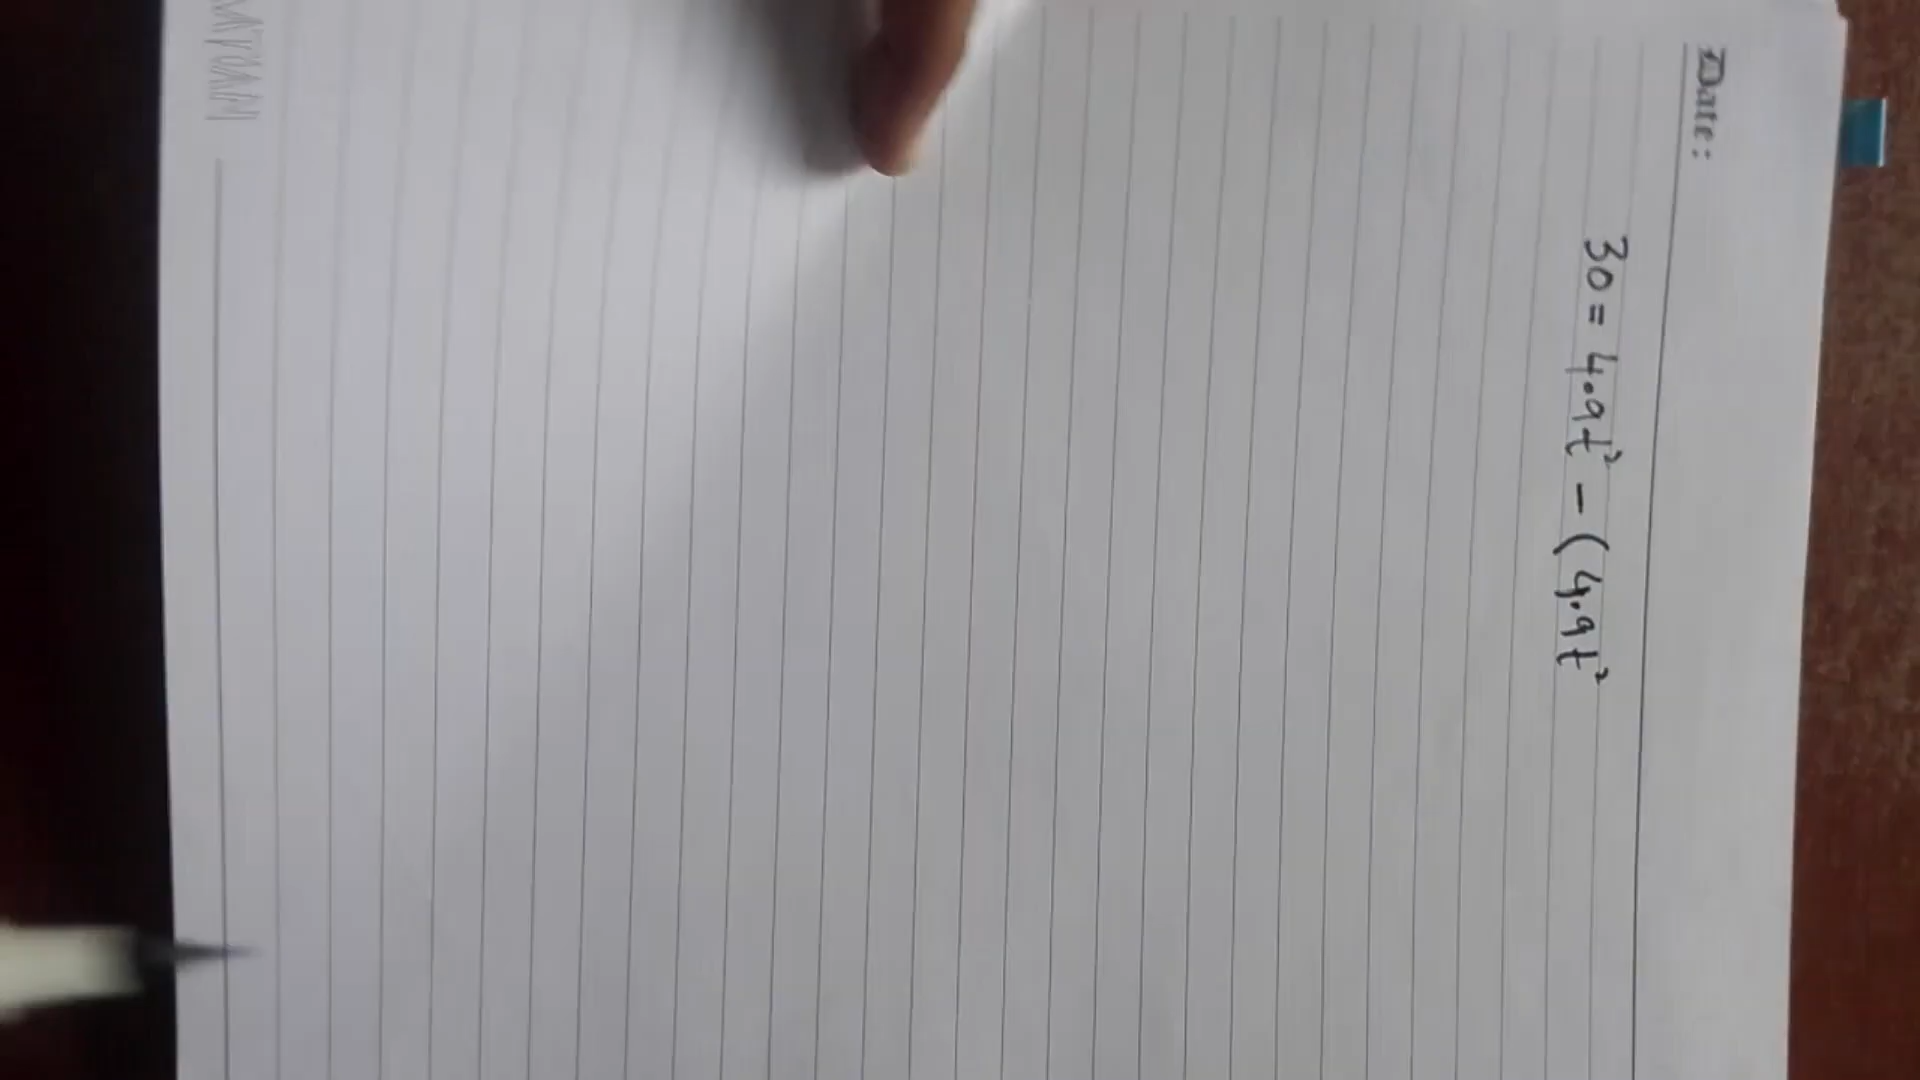 Date:
30 = 4.9t² - (4.9t²